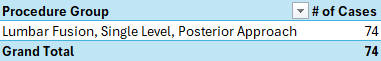 Procedure Group # of Cases
Lumbar Fusion, Single Level, Posterior Approach 74
Grand Total 74